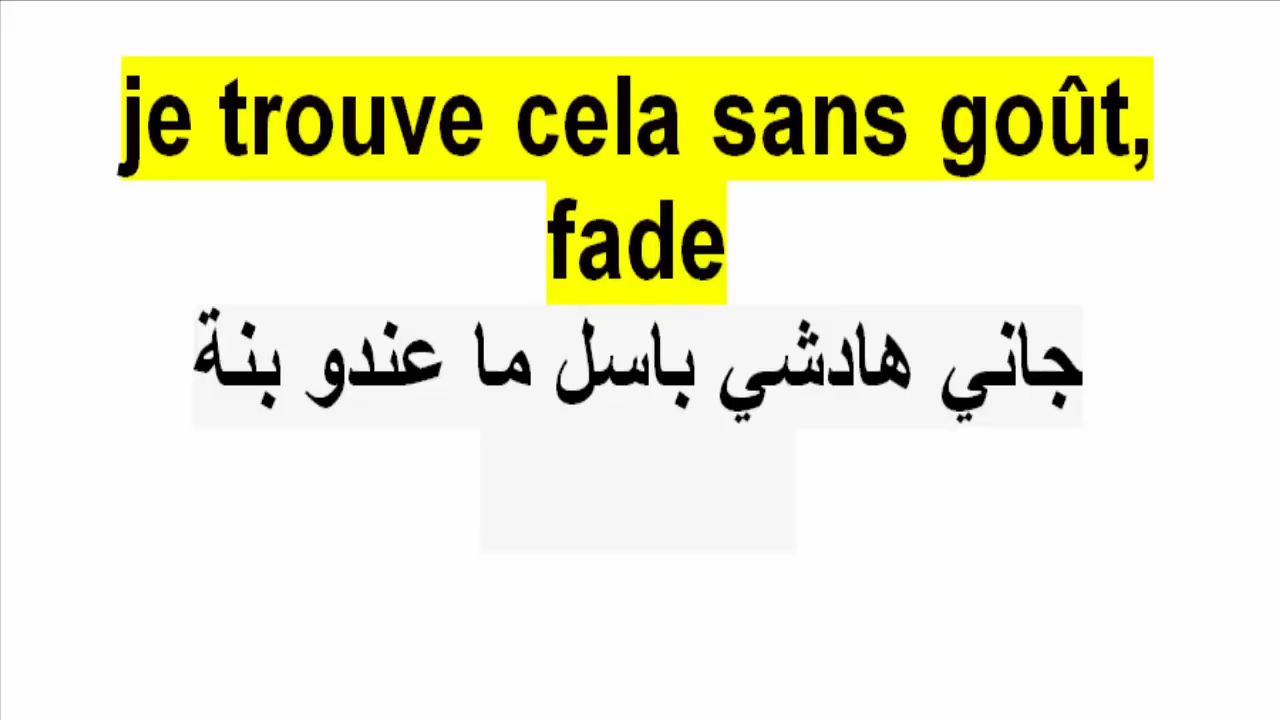 je trouve cela sans goût,
fade
جاني هادشي باسل ما عندو بنة